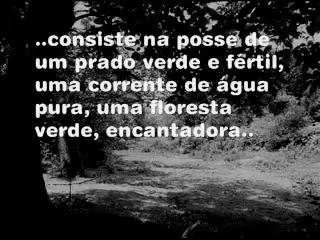 ..consiste na posse de
um prado verde e fértil,
uma corrente de água
pura, uma floresta
verde, encantadora..